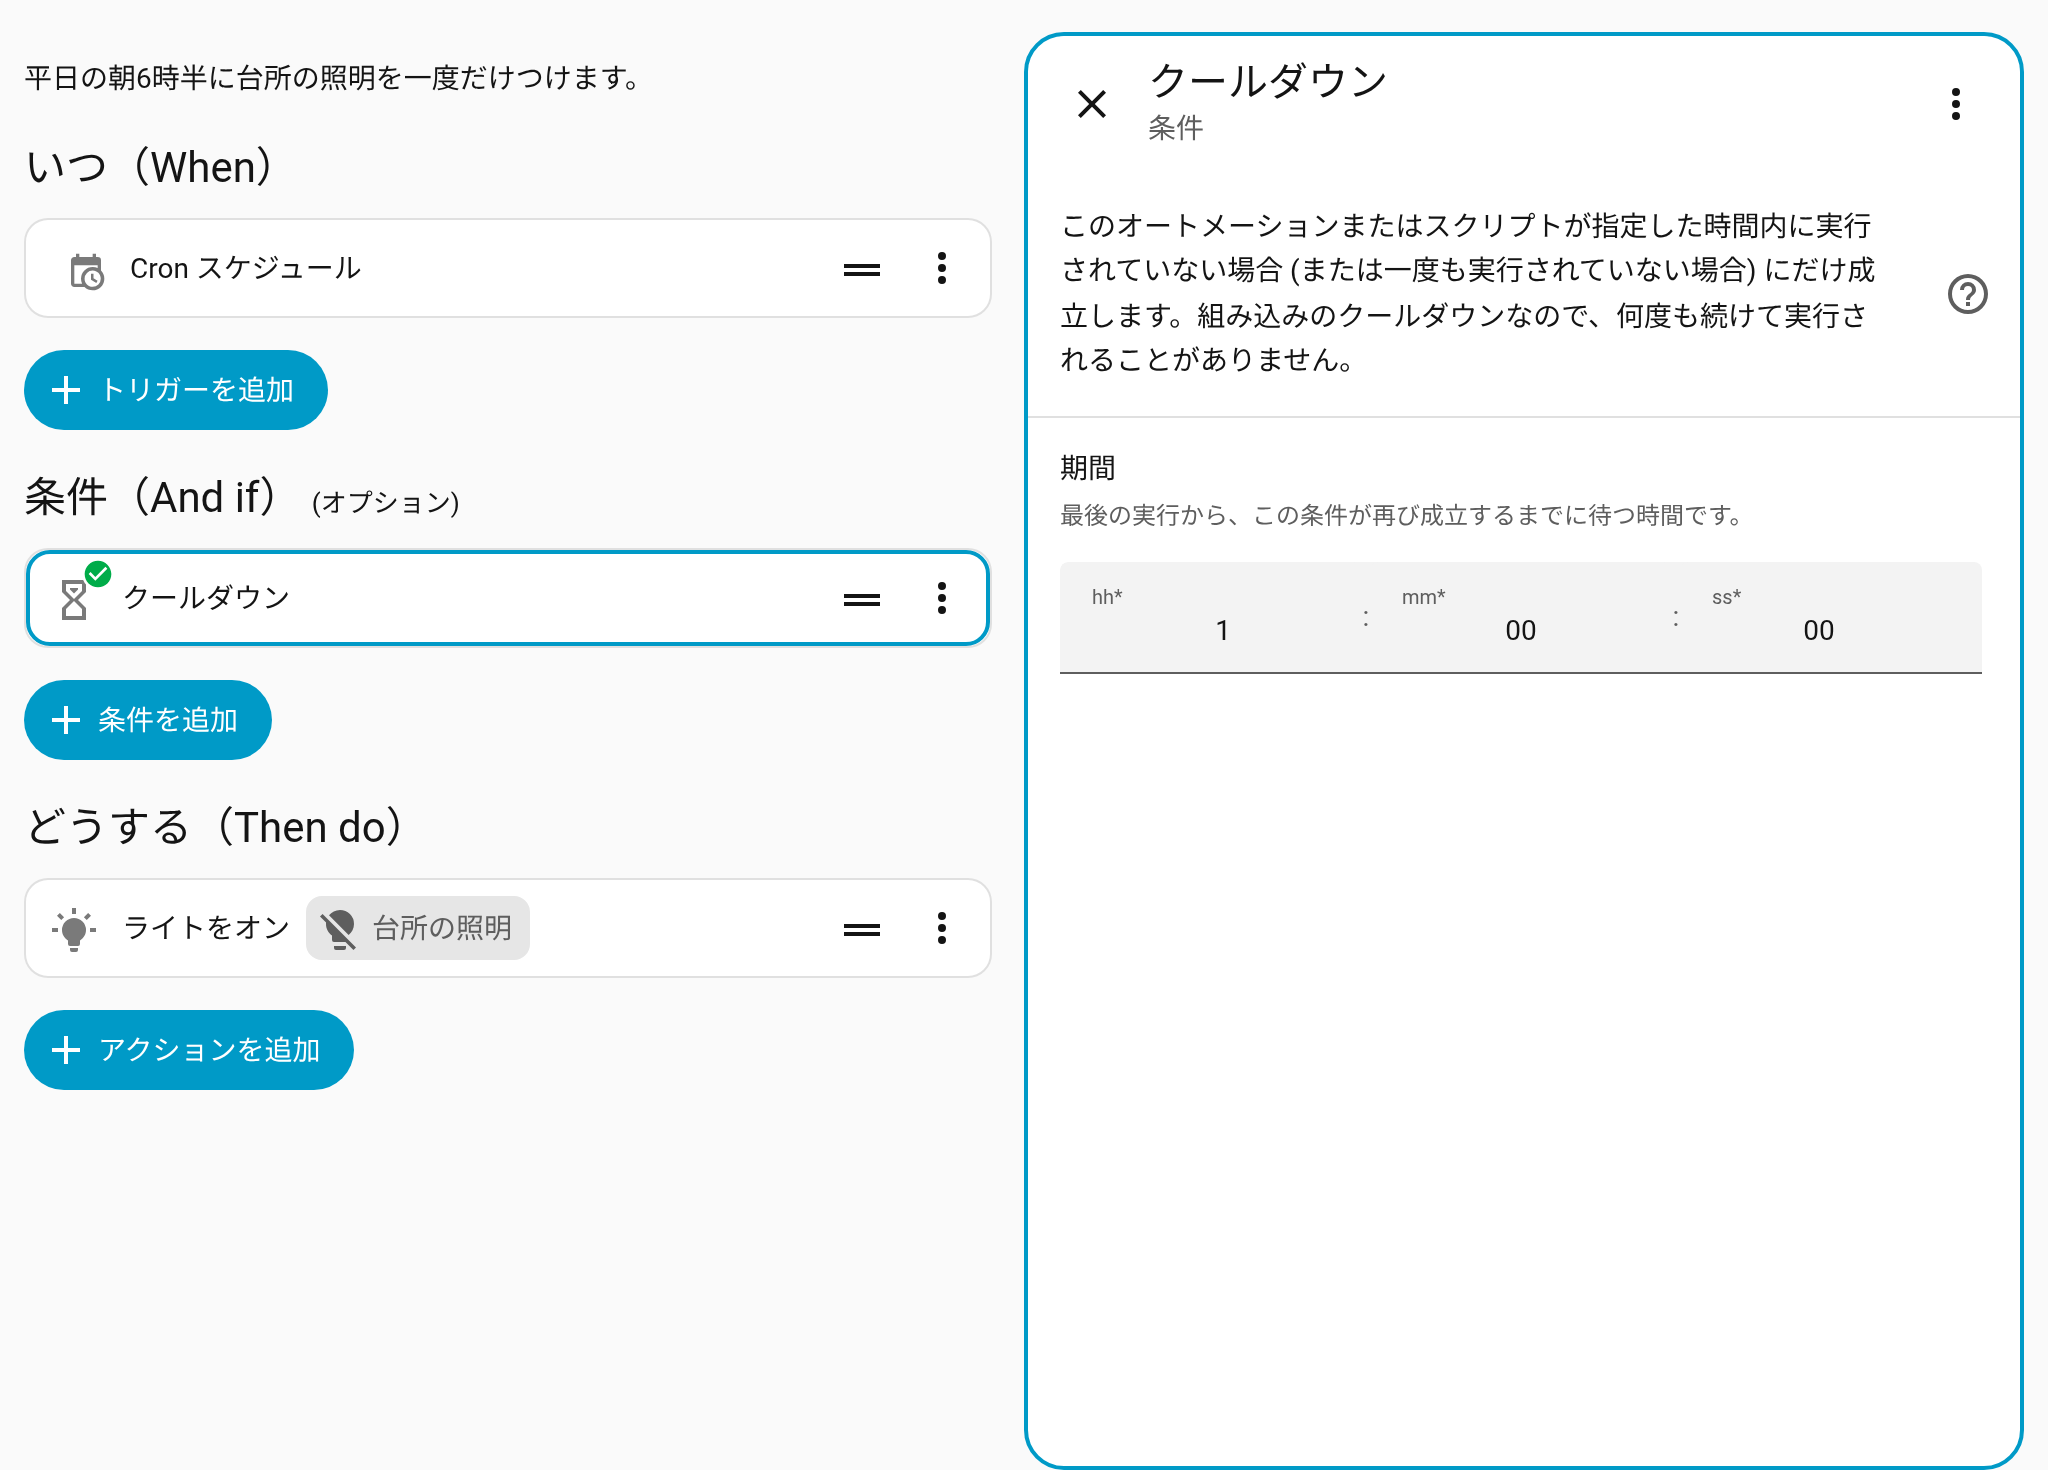 平日の朝6時半に台所の照明を一度だけつけます。
いつ（When）
Cron スケジュール
トリガーを追加
条件（And if） (オプション)
クールダウン
条件を追加
どうする（Then do）
ライトをオン 台所の照明
アクションを追加
クールダウン
条件
このオートメーションまたはスクリプトが指定した時間内に実行
されていない場合 (または一度も実行されていない場合) にだけ成
立します。組み込みのクールダウンなので、何度も続けて実行さ
れることがありません。
期間
最後の実行から、この条件が再び成立するまでに待つ時間です。
hh* mm* ss*
1 : 00 : 00